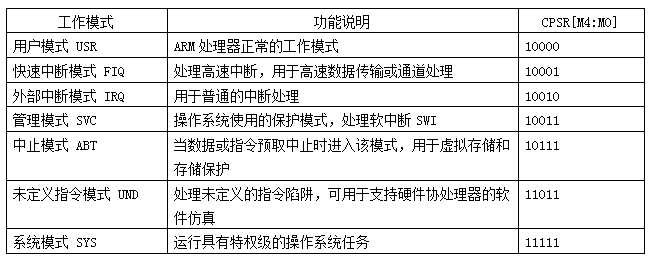 工作模式 功能说明 CPSR[M4:M0]
用户模式 USR ARM 处理器正常的工作模式 10000
快速中断模式 FIQ 处理高速中断，用于高速数据传输或通道处理 10001
外部中断模式 IRQ 用于普通的中断处理 10010
管理模式 SVC 操作系统使用的保护模式，处理软中断 SWI 10011
中止模式 ABT 当数据或指令预取中止时进入该模式，用于虚拟存储和 10111
存储保护
未定义指令模式 UND 处理未定义的指令陷阱，可用于支持硬件协处理器的软 11011
件仿真
系统模式 SYS 运行具有特权级的操作系统任务 11111